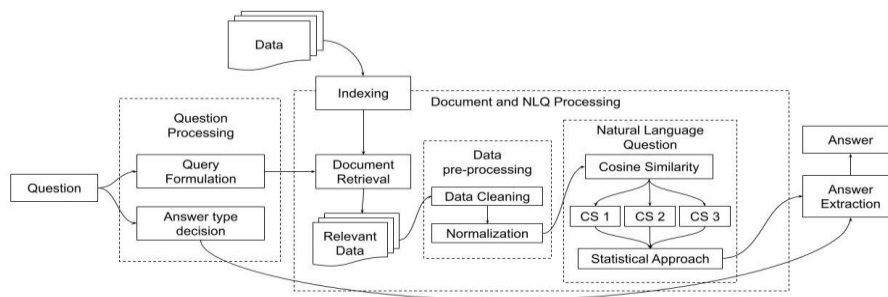 Data
Indexing
Document and NLQ Processing
Question
Processing
Natural Language
Question
Data
pre-processing
Answer
Query
Formulation
Document
Retrieval
Cosine Similarity
Question
Data Cleaning
Answer
Extraction
Answer type
decision
CS 1
CS 2
CS 3
Relevant
Data
Normalization
Statistical Approach